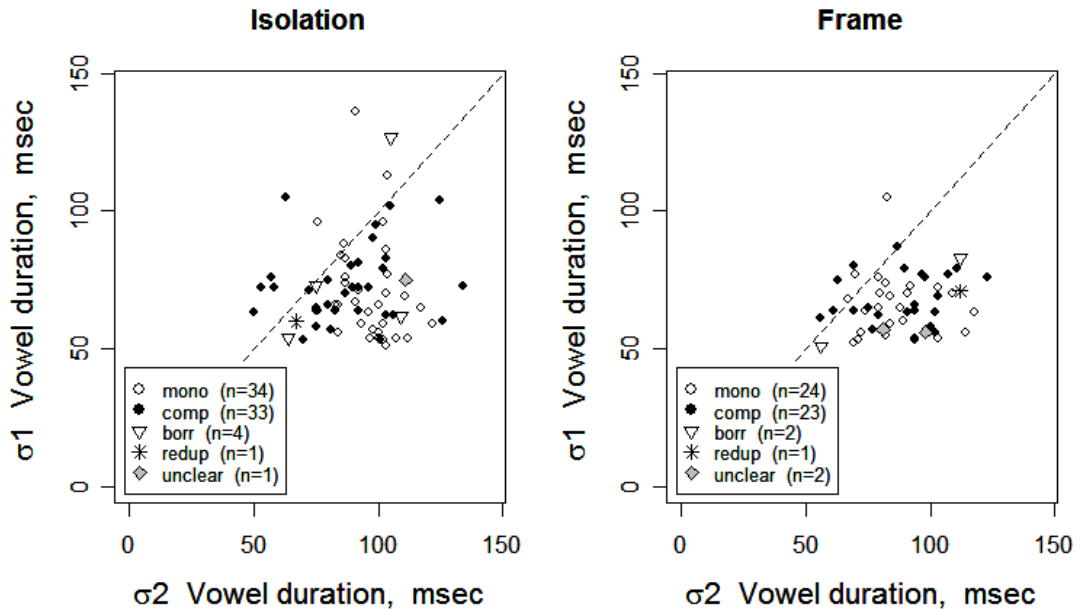 Isolation
σ1 Vowel duration, msec
150
100
50
0
mono (n=34)
comp (n=33)
borr (n=4)
redup (n=1)
unclear (n=1)
0 50 100 150
σ2 Vowel duration, msec
Frame
σ1 Vowel duration, msec
150
100
50
0
mono (n=24)
comp (n=23)
borr (n=2)
redup (n=1)
unclear (n=2)
0 50 100 150
σ2 Vowel duration, msec